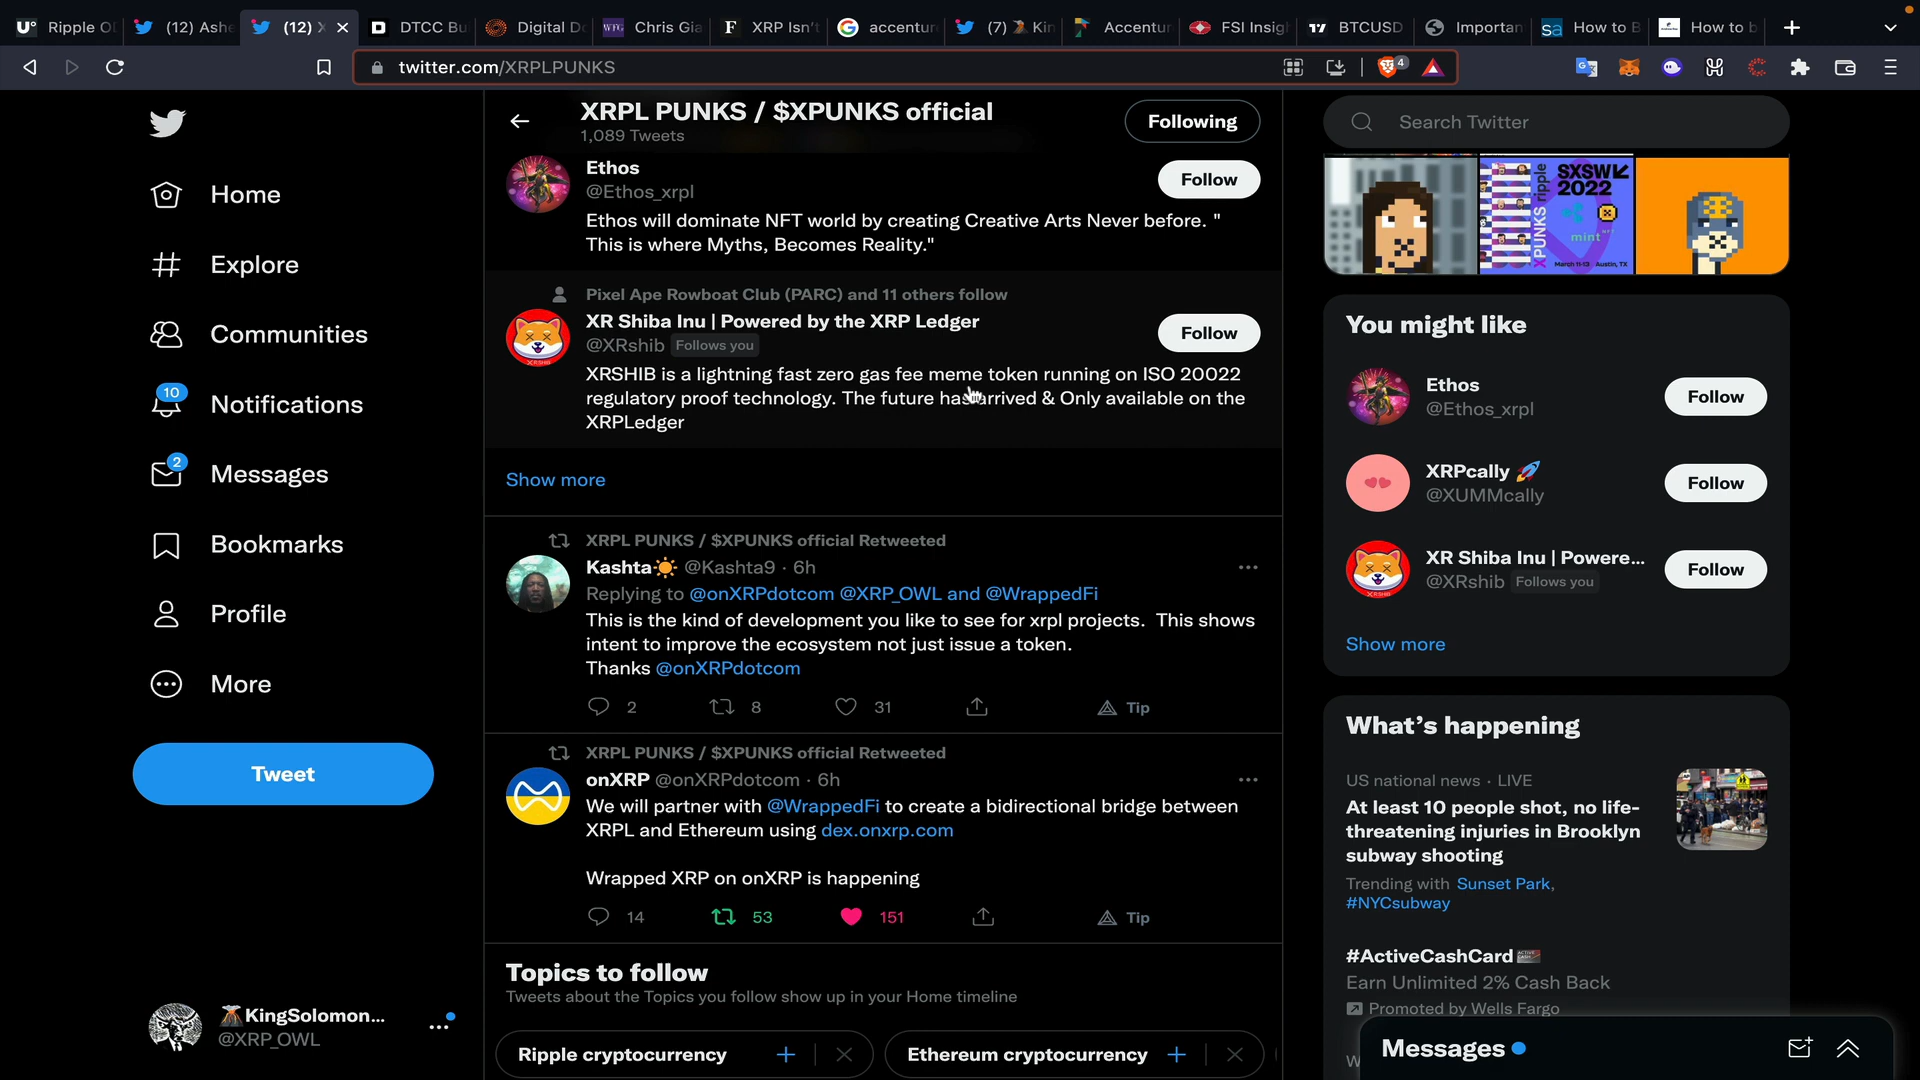 Ripple O
(12) Ashe
(12) X
DTCC Bu
Digital De
Chris Gia
XRP Isn't
accentur
(7) Kin
Accentur
FSI Insig
BTCUSD
Importan
How to B
How to b
twitter.com/XRPLPUNKS
4
XRPL PUNKS / $XPUNKS official
1,089 Tweets
Following
Search Twitter
Home
Explore
Communities
10
Notifications
2
Messages
Bookmarks
Profile
More
Tweet
KingSolomon...
@XRP_OWL
Ethos
@Ethos_xrpl
Follow
Ethos will dominate NFT world by creating Creative Arts Never before. "
This is where Myths, Becomes Reality."
Pixel Ape Rowboat Club (PARC) and 11 others follow
XR Shiba Inu | Powered by the XRP Ledger
@XRshib Follows you
Follow
XRSHIB is a lightning fast zero gas fee meme token running on ISO 20022
regulatory proof technology. The future has arrived & Only available on the
XRPLedger
Show more
XRPL PUNKS / $XPUNKS official Retweeted
Kashta @Kashta9 · 6h
Replying to @onXRPdotcom @XRP_OWL and @WrappedFi
This is the kind of development you like to see for xrpl projects. This shows
intent to improve the ecosystem not just issue a token.
Thanks @onXRPdotcom
2 8 31 Tip
XRPL PUNKS / $XPUNKS official Retweeted
onXRP @onXRPdotcom · 6h
We will partner with @WrappedFi to create a bidirectional bridge between
XRPL and Ethereum using dex.onxrp.com
Wrapped XRP on onXRP is happening
14 53 151 Tip
Topics to follow
Tweets about the Topics you follow show up in your Home timeline
Ripple cryptocurrency
Ethereum cryptocurrency
XPUNKS ripple
SXSW
2022
mint
March 11-13 Austin, TX
You might like
Ethos
@Ethos_xrpl
Follow
XRPcally
@XUMMcally
Follow
XR Shiba Inu | Powere...
@XRshib Follows you
Follow
Show more
What's happening
US national news · LIVE
At least 10 people shot, no life-
threatening injuries in Brooklyn
subway shooting
Trending with Sunset Park,
#NYCsubway
#ActiveCashCard
Earn Unlimited 2% Cash Back
Promoted by Wells Fargo
Messages